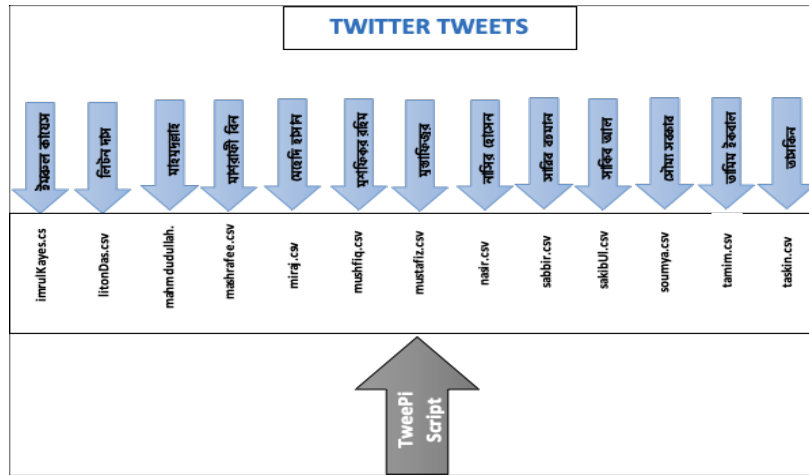 TWITTER TWEETS
ইমরুল কায়েস
লিটন দাস
মাহমুদুল্লাহ
মাশরাফী বিন
মেহেদি হাসান
মুশফিকুর রহিম
মুস্তাফিজুর
নাসির হোসেন
সাব্বির রহমান
সাকিব আল
সৌম্য সরকার
তামিম ইকবাল
তাসকিন
imrulKayes.cs
litonDas.csv
mahmdudullah.
mashrafee.csv
miraj.csv
mushfiq.csv
mustafiz.csv
nasir.csv
sabbir.csv
sakibUl.csv
soumya.csv
tamim.csv
taskin.csv
TweePi
Script